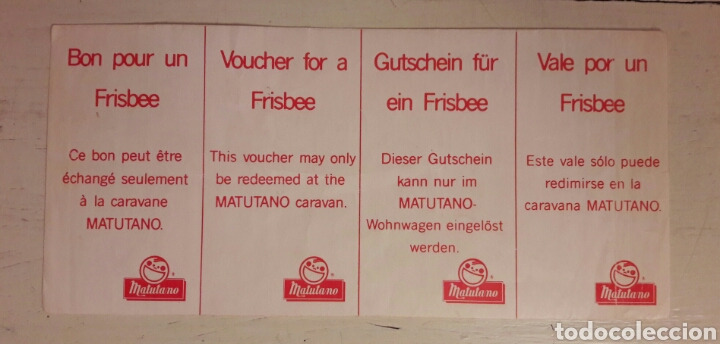 Bon pour un
Frisbee
Ce bon peut être
échangé seulement
à la caravane
MATUTANO.
Matutano
Voucher for a
Frisbee
This voucher may only
be redeemed at the
MATUTANO caravan.
Matutano
Gutschein für
ein Frisbee
Dieser Gutschein
kann nur im
MATUTANO-
Wohnwagen eingelöst
werden.
Matutano
Vale por un
Frisbee
Este vale sólo puede
redimirse en la
caravana MATUTANO.
Matutano
todocoleccion